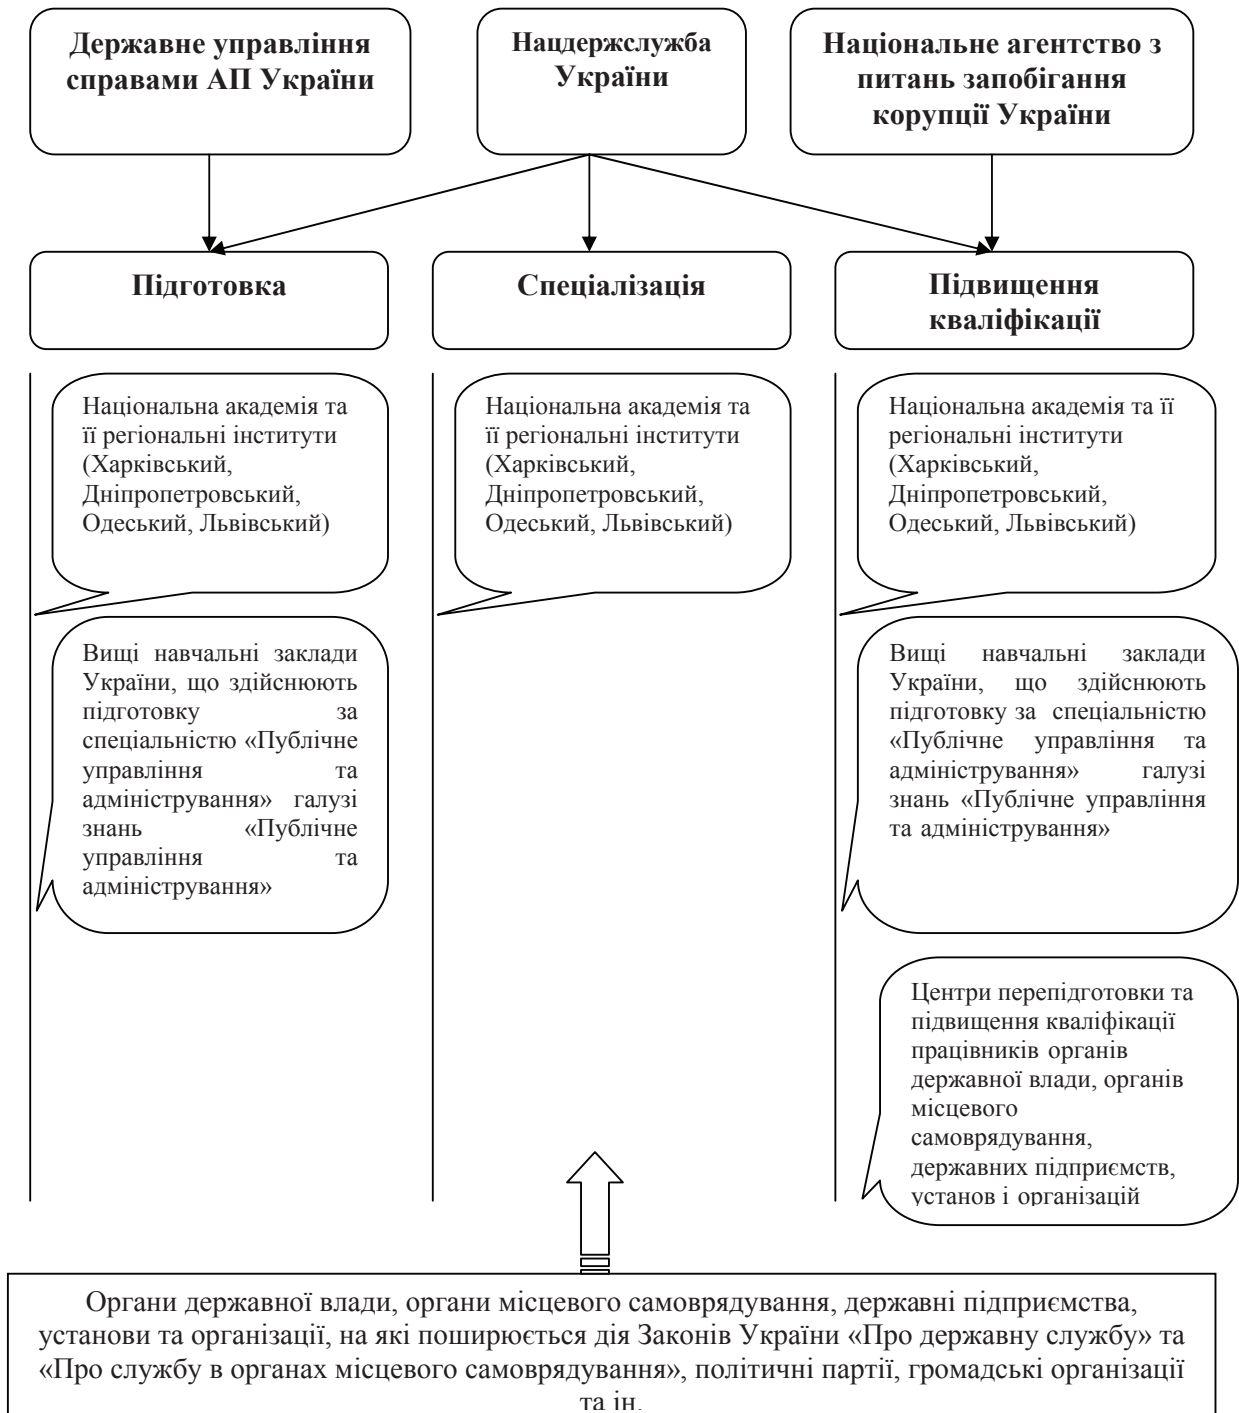 Державне управління
справами АП України
Нацдержслужба
України
Національне агентство з
питань запобігання
корупції України
Підготовка
Спеціалізація
Підвищення
кваліфікації
Національна академія та
її регіональні інститути
(Харківський,
Дніпропетровський,
Одеський, Львівський)
Національна академія та
її регіональні інститути
(Харківський,
Дніпропетровський,
Одеський, Львівський)
Національна академія та її
регіональні інститути
(Харківський,
Дніпропетровський,
Одеський, Львівський)
Вищі навчальні заклади
України, що здійснюють
підготовку за
спеціальністю «Публічне
управління та
адміністрування» галузі
знань «Публічне
управління та
адміністрування»
Вищі навчальні заклади
України, що здійснюють
підготовку за спеціальністю
«Публічне управління та
адміністрування» галузі
знань «Публічне управління
та адміністрування»
Центри перепідготовки та
підвищення кваліфікації
працівників органів
державної влади, органів
місцевого
самоврядування,
державних підприємств,
установ і організацій
Органи державної влади, органи місцевого самоврядування, державні підприємства,
установи та організації, на які поширюється дія Законів України «Про державну службу» та
«Про службу в органах місцевого самоврядування», політичні партії, громадські організації
та ін.